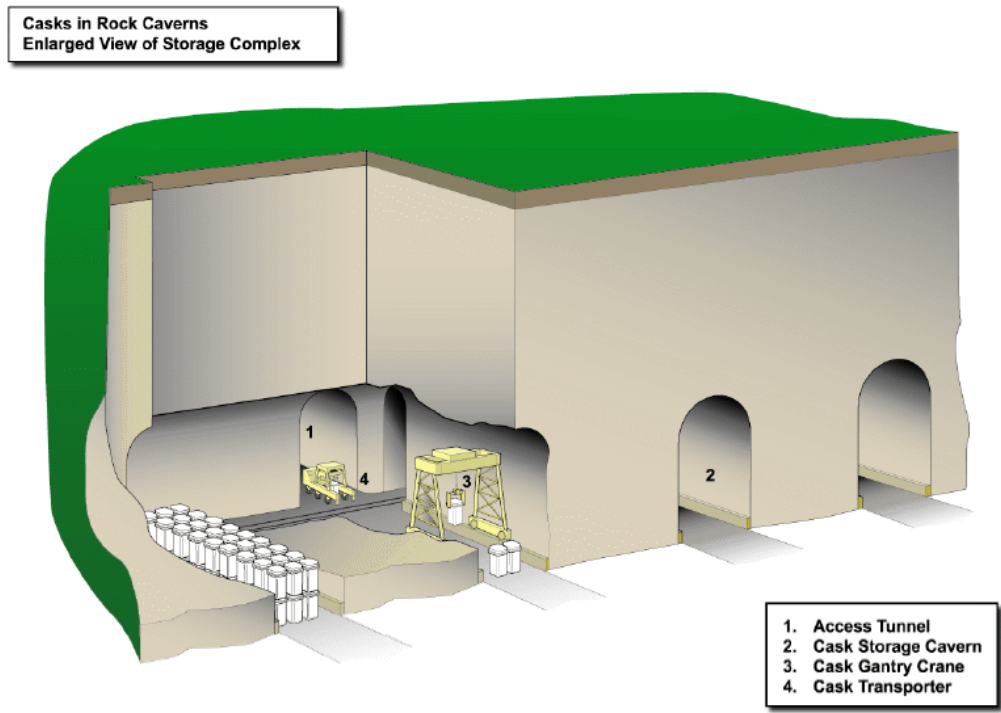 Casks in Rock Caverns
Enlarged View of Storage Complex
1
4
3
2
1. Access Tunnel
2. Cask Storage Cavern
3. Cask Gantry Crane
4. Cask Transporter